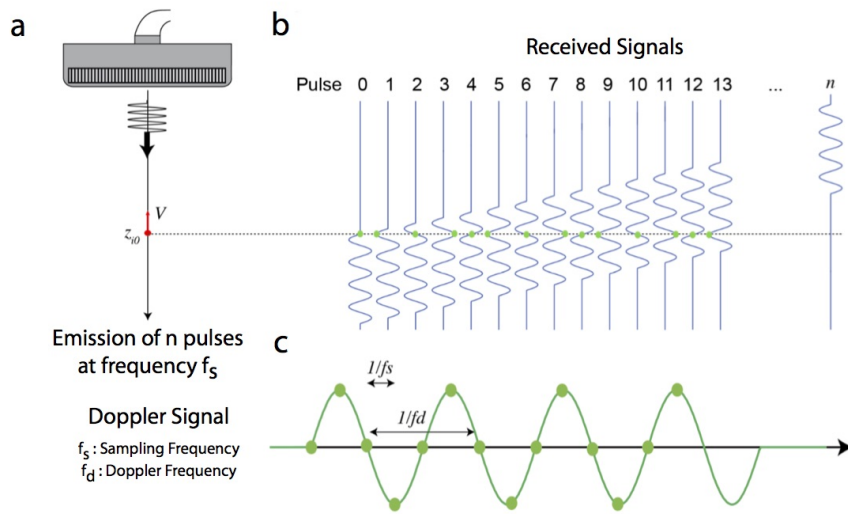 a
b
Received Signals
Pulse 0 1 2 3 4 5 6 7 8 9 10 11 12 13 ... n
V
z_i0
Emission of n pulses
at frequency fs
c
1/fs
1/fd
Doppler Signal
fs : Sampling Frequency
fd : Doppler Frequency